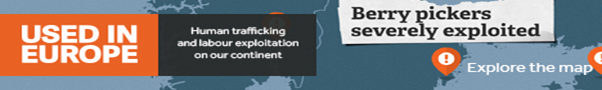 USED IN
EUROPE
Human trafficking
and labour exploitation
on our continent
Berry pickers
severely exploited
Explore the map